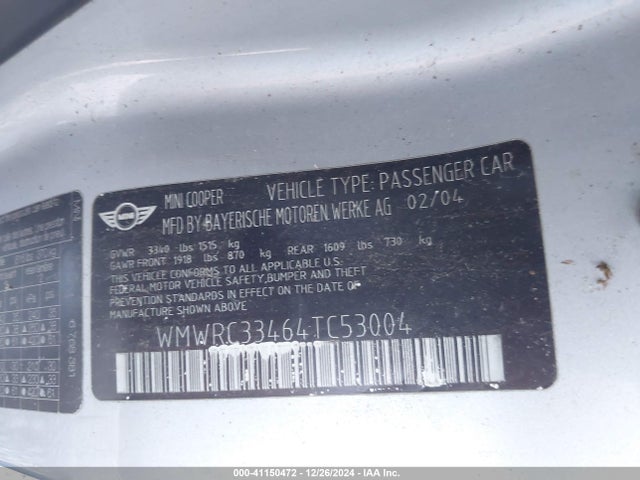 MINI COOPER VEHICLE TYPE: PASSENGER CAR
MFD BY BAYERISCHE MOTOREN WERKE AG 02/04
MINI
GVWR 3340 lbs 1515 kg
GAWR FRONT 1918 lbs 870 kg REAR 1609 lbs 730 kg
THIS VEHICLE CONFORMS TO ALL APPLICABLE U.S.
FEDERAL MOTOR VEHICLE SAFETY, BUMPER AND THEFT
PREVENTION STANDARDS IN EFFECT ON THE DATE OF
MANUFACTURE SHOWN ABOVE.
WMWRC33464TC53004
000-41150472 - 12/26/2024 - IAA Inc.